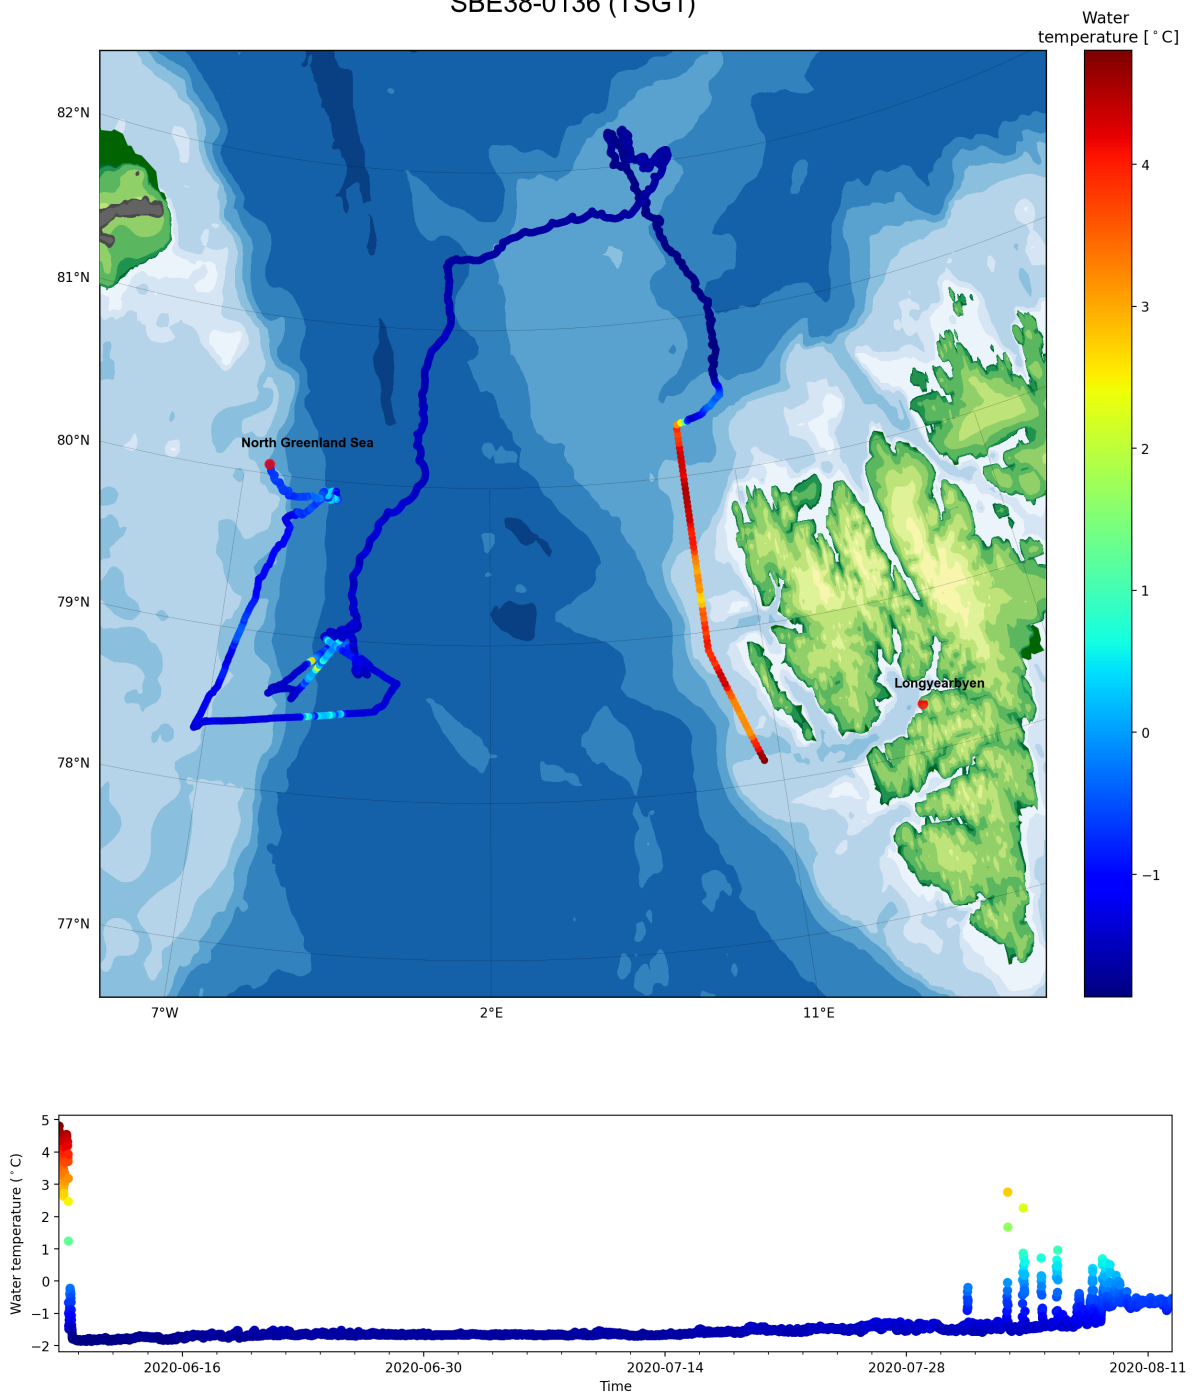 SBE38-0136 (TSG1)
Water
temperature [°C]
82°N
81°N
80°N
79°N
78°N
77°N
7°W
2°E
11°E
North Greenland Sea
Longyearbyen
4
3
2
1
0
−1
5
4
3
2
1
0
−1
−2
Water temperature (°C)
2020-06-16
2020-06-30
2020-07-14
2020-07-28
2020-08-11
Time